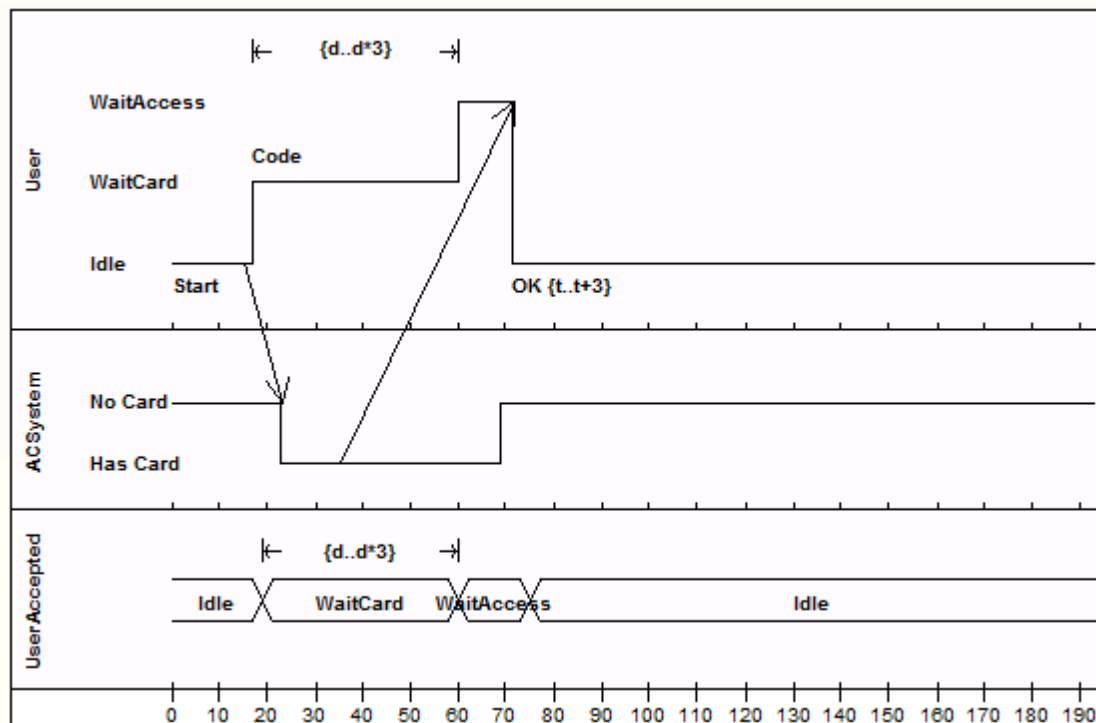 {d..d*3}
WaitAccess
Code
WaitCard
Idle
Start
OK {t..t+3}
User
No Card
Has Card
ACSystem
{d..d*3}
Idle WaitCard WaitAccess Idle
UserAccepted
0 10 20 30 40 50 60 70 80 90 100 110 120 130 140 150 160 170 180 190